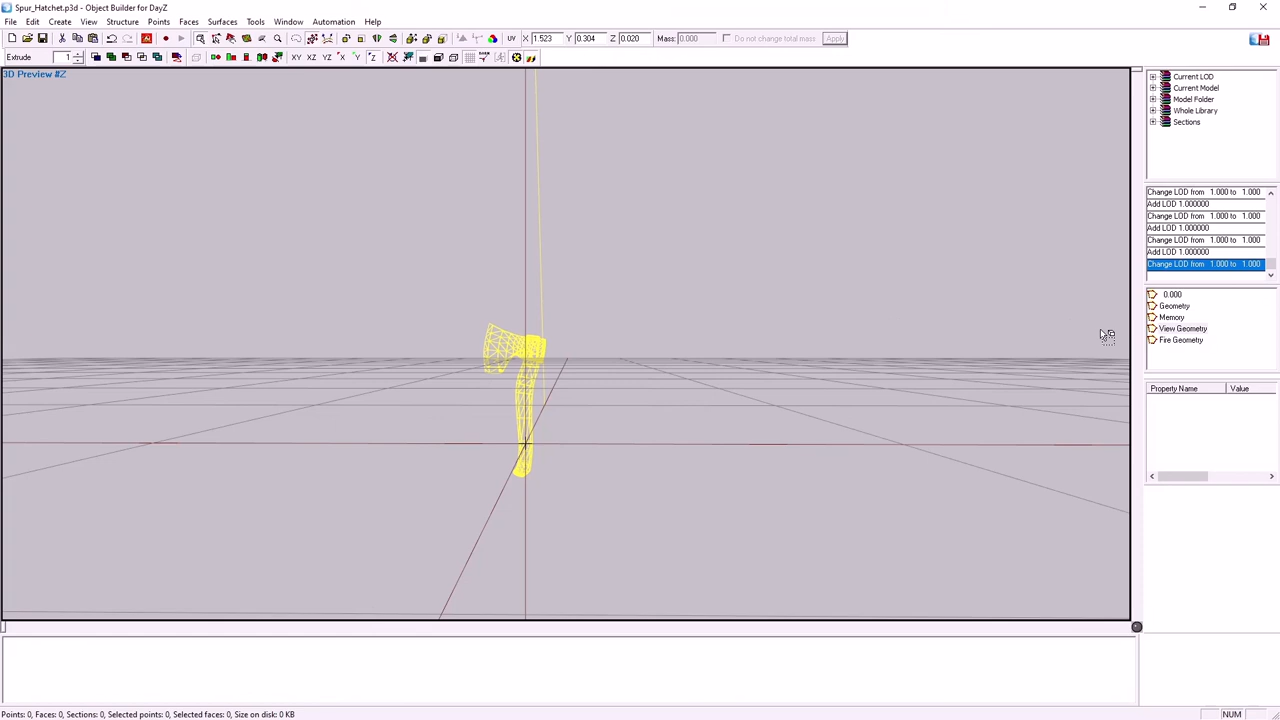 Spur_Hatchet.p3d - Object Builder for DayZ
File Edit Create View Structure Points Faces Surfaces Tools Window Automation Help
UV X 1.523 Y 0.304 Z 0.020 Mass: 0.000 Do not change total mass Apply
Extrude 1 XY XZ YZ X Y Z
3D Preview #Z
Current LOD
Current Model
Model Folder
Whole Library
Sections
Change LOD from 1.000 to 1.000
Add LOD 1.000000
Change LOD from 1.000 to 1.000
Add LOD 1.000000
Change LOD from 1.000 to 1.000
Add LOD 1.000000
Change LOD from 1.000 to 1.000
0.000
Geometry
Memory
View Geometry
Fire Geometry
Property Name Value
Points: 0, Faces: 0, Sections: 0, Selected points: 0, Selected faces: 0, Size on disk: 0 KB
NUM